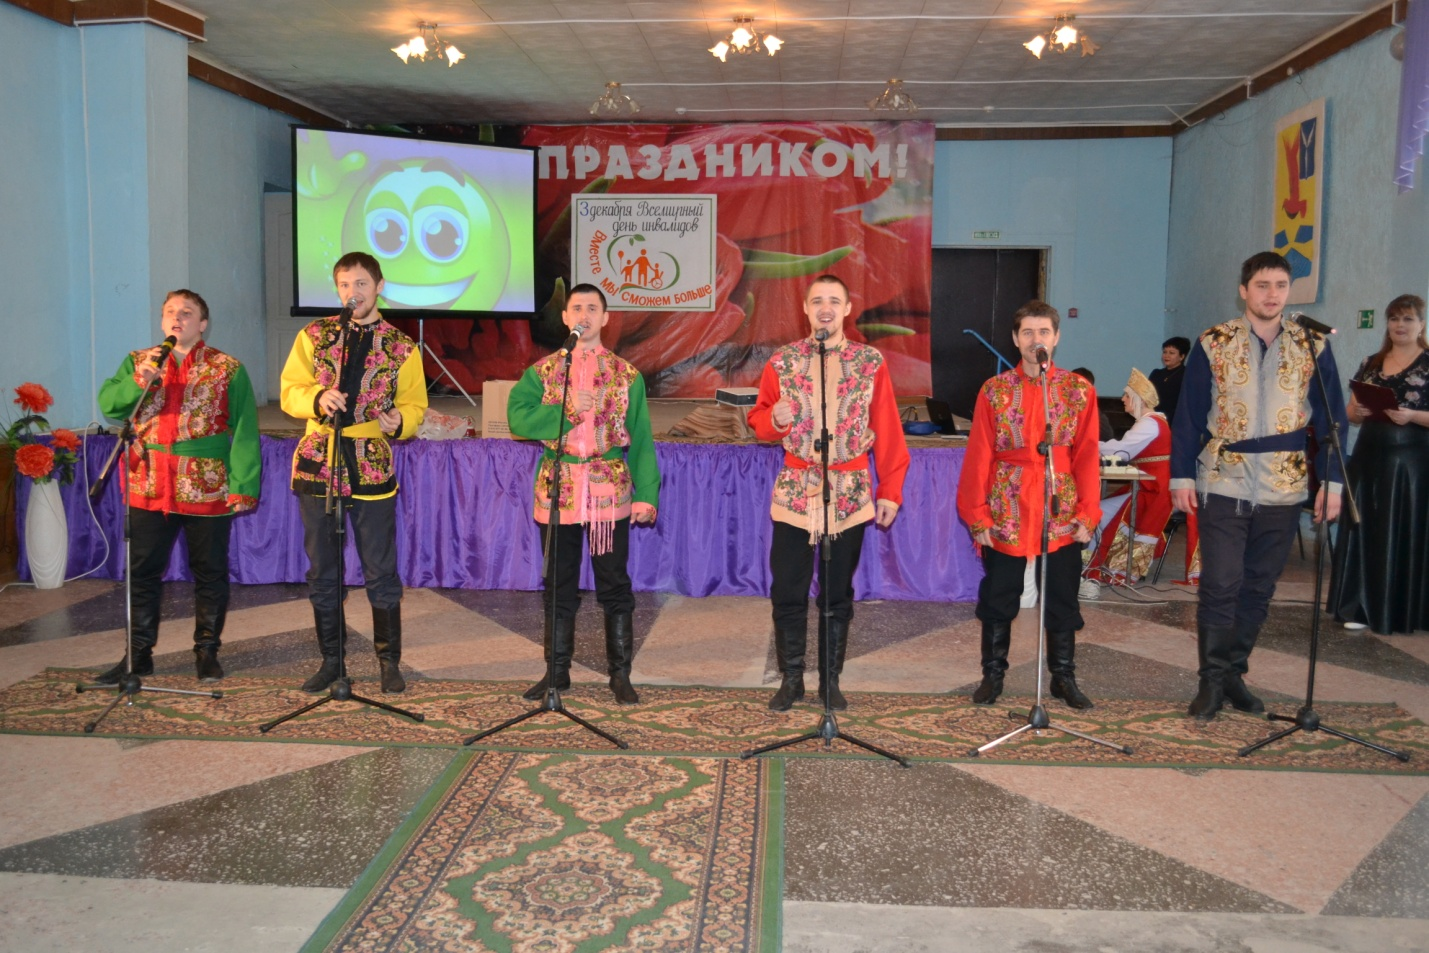 ПРАЗДНИКОМ!
3 декабря Всемирный
день инвалидов
Вместе мы сможем больше